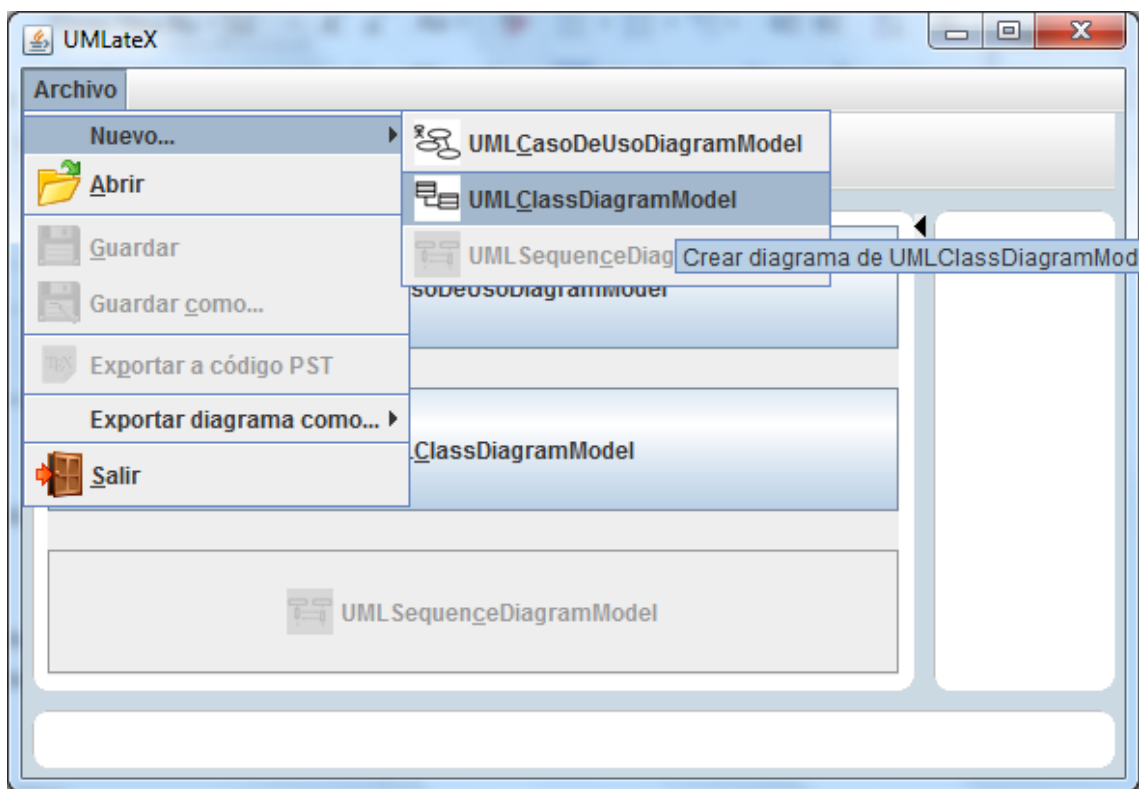 UMLateX
Archivo
Nuevo...
Abrir
Guardar
Guardar como...
Exportar a código PST
Exportar diagrama como...
Salir
UMLCasoDeUsoDiagramModel
UMLClassDiagramModel
UMLSequenceDiag
Crear diagrama de UMLClassDiagramMod
soDeUsoDiagramModel
ClassDiagramModel
UMLSequenceDiagramModel